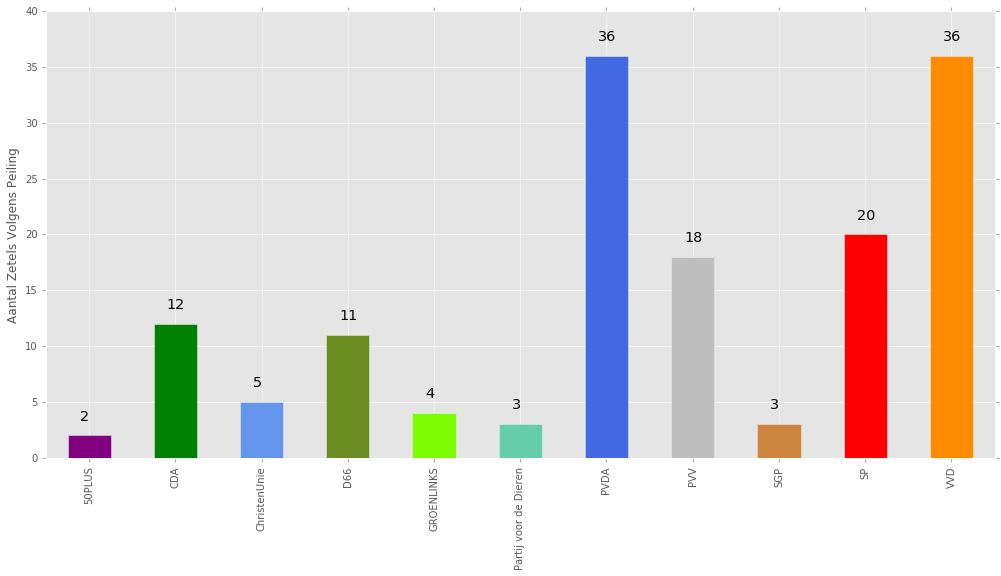 Aantal Zetels Volgens Peiling
40
35
30
25
20
15
10
5
0
2
12
5
11
4
3
36
18
3
20
36
50PLUS
CDA
ChristenUnie
D66
GROENLINKS
Partij voor de Dieren
PVDA
PVV
SGP
SP
VVD